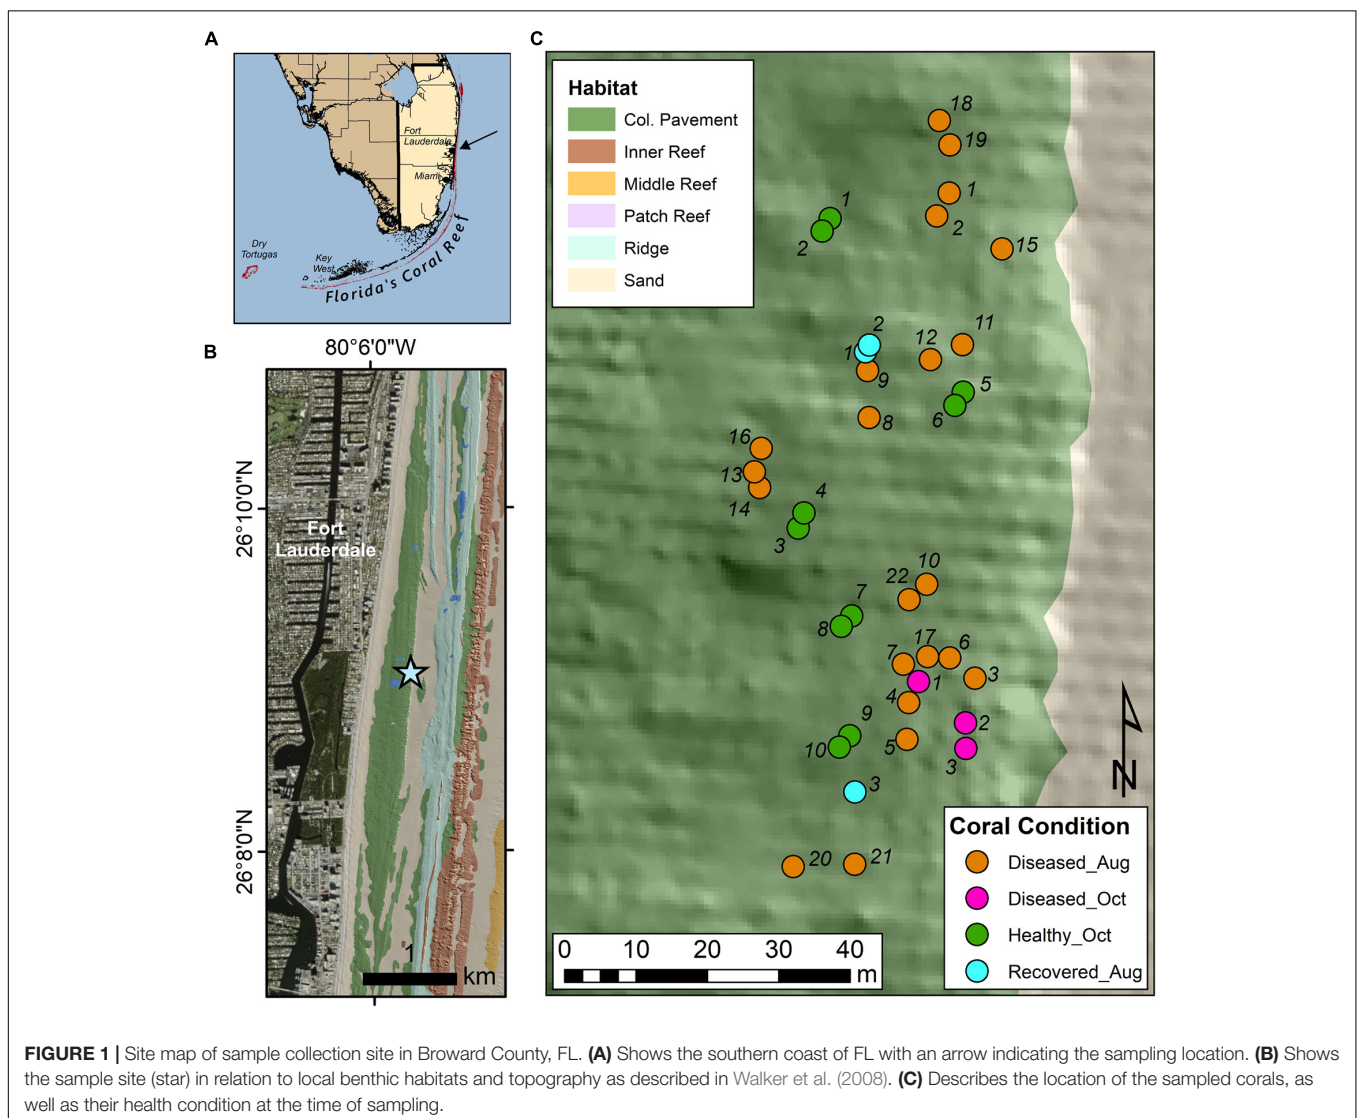 A
Fort
Lauderdale
Miami
Dry
Tortugas
Key
West
Florida's Coral Reef
B
80°6'0"W
26°10'0"N
26°8'0"N
Fort
Lauderdale
1
km
C
Habitat
Col. Pavement
Inner Reef
Middle Reef
Patch Reef
Ridge
Sand
18
19
1
1
2
2
15
2
11
12
1
9
5
8
6
16
13
4
14
3
10
22
7
8
17
6
7
3
1
4
9
2
5
10
3
3
20
21
N
Coral Condition
Diseased_Aug
Diseased_Oct
Healthy_Oct
Recovered_Aug
0 10 20 30 40
m
FIGURE 1 | Site map of sample collection site in Broward County, FL. (A) Shows the southern coast of FL with an arrow indicating the sampling location. (B) Shows
the sample site (star) in relation to local benthic habitats and topography as described in Walker et al. (2008). (C) Describes the location of the sampled corals, as
well as their health condition at the time of sampling.